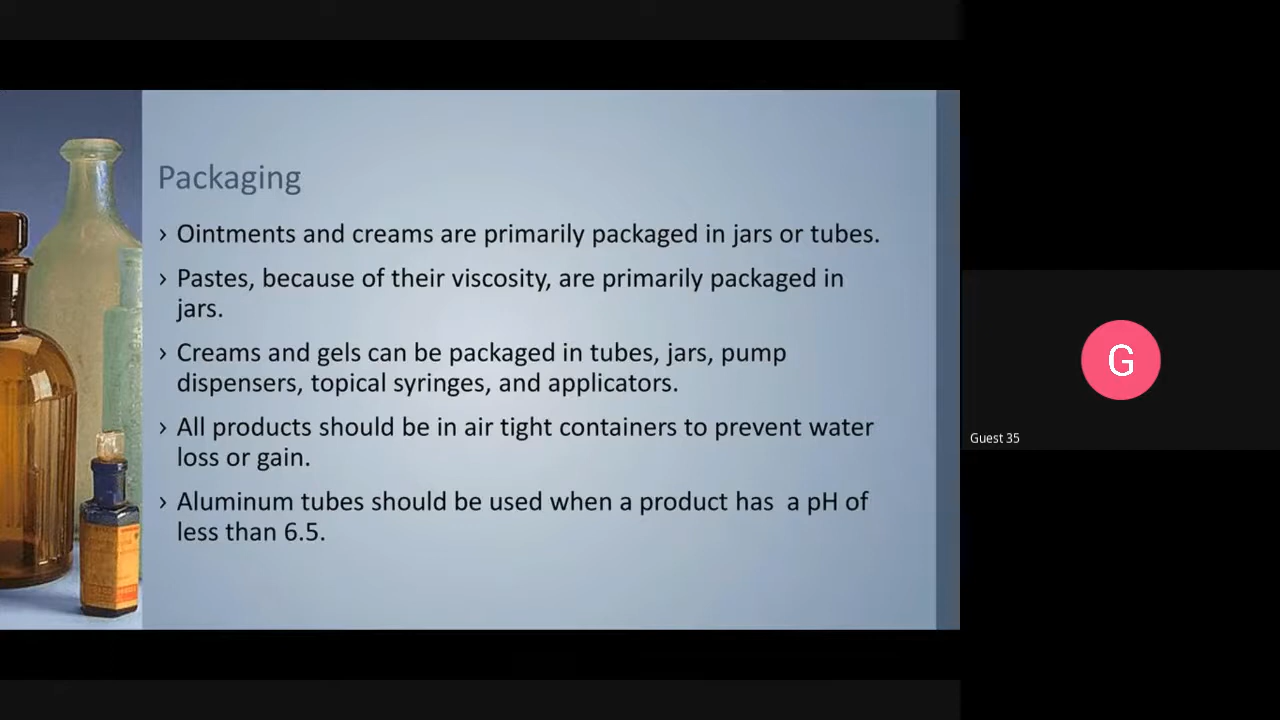 Packaging
› Ointments and creams are primarily packaged in jars or tubes.
› Pastes, because of their viscosity, are primarily packaged in
jars.
› Creams and gels can be packaged in tubes, jars, pump
dispensers, topical syringes, and applicators.
› All products should be in air tight containers to prevent water
loss or gain.
› Aluminum tubes should be used when a product has  a pH of
less than 6.5.
G
Guest 35